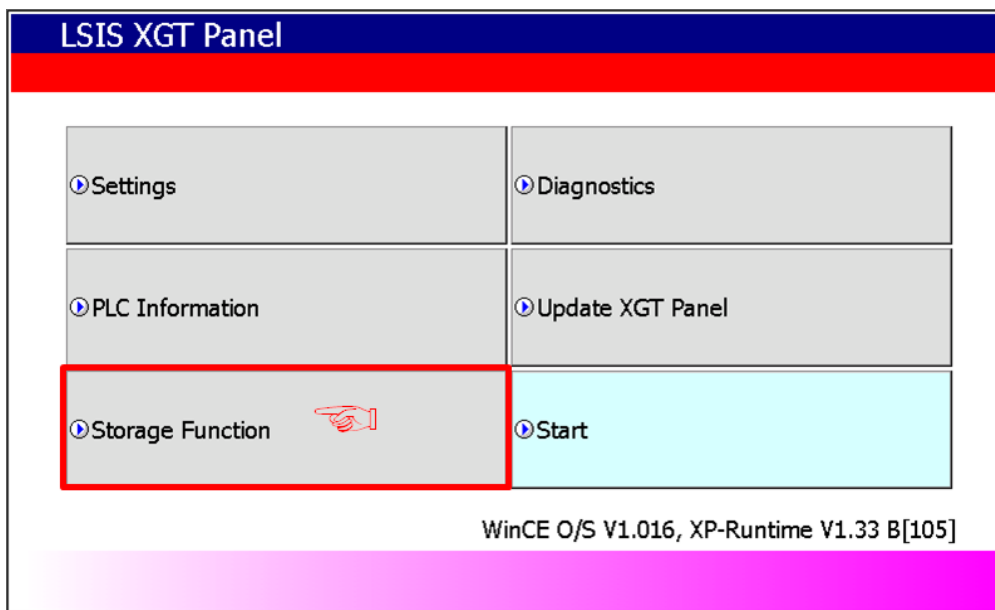 LSIS XGT Panel
Settings
Diagnostics
PLC Information
Update XGT Panel
Storage Function
Start
WinCE O/S V1.016, XP-Runtime V1.33 B[105]